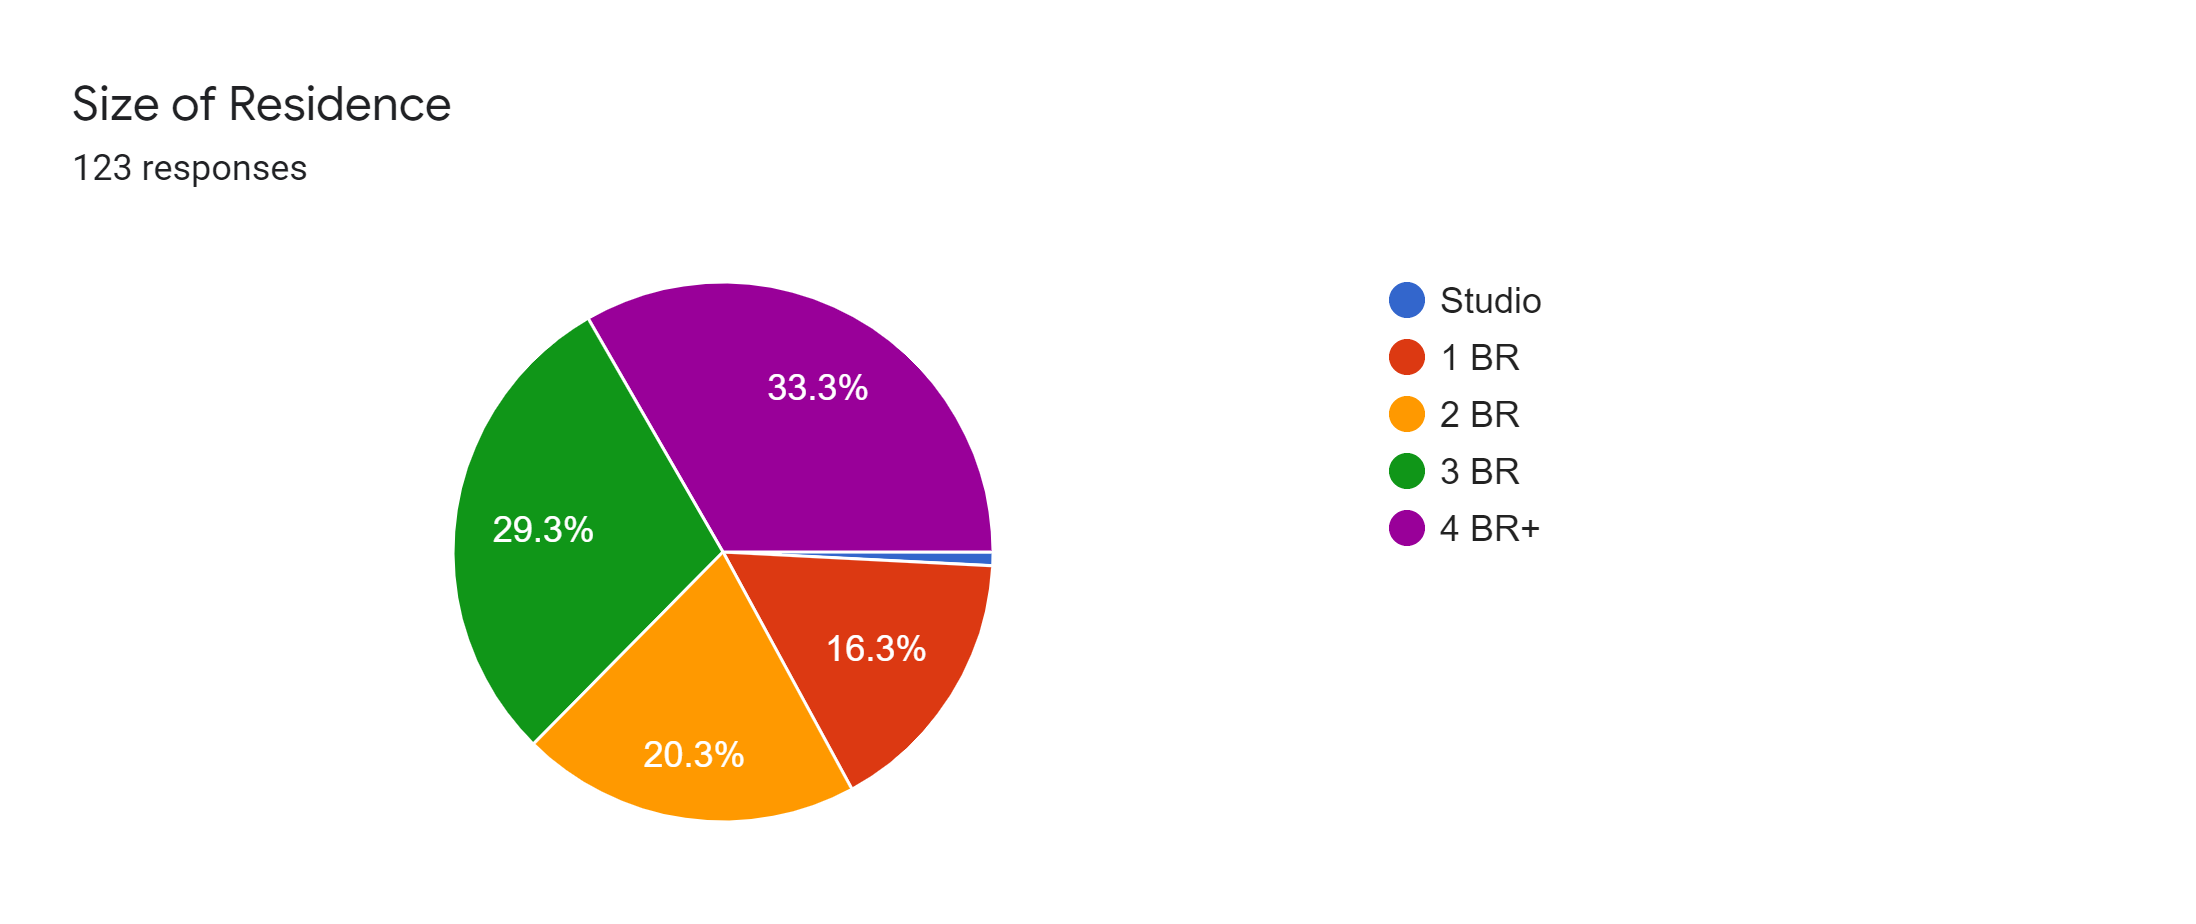 Size of Residence
123 responses
33.3%
29.3%
16.3%
20.3%
Studio
1 BR
2 BR
3 BR
4 BR+